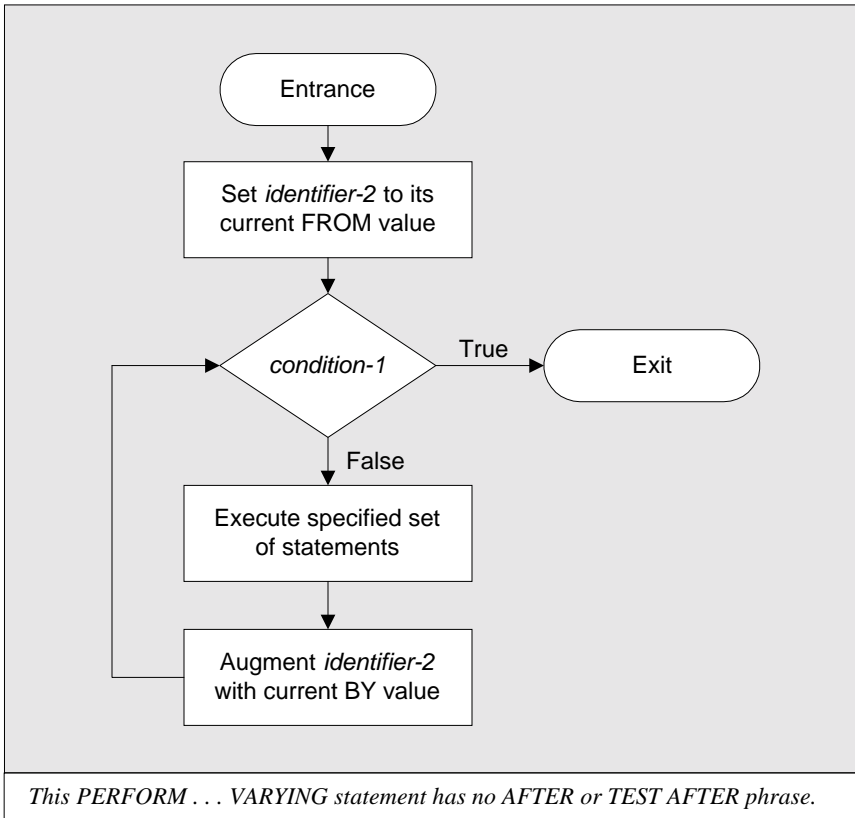 Entrance
Set identifier-2 to its
current FROM value
condition-1
True
Exit
False
Execute specified set
of statements
Augment identifier-2
with current BY value
This PERFORM . . . VARYING statement has no AFTER or TEST AFTER phrase.